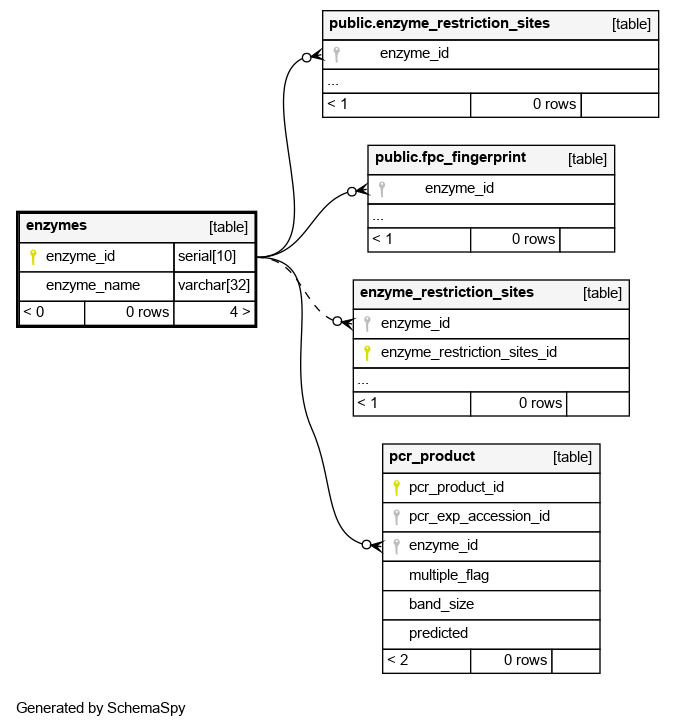 public.enzyme_restriction_sites [table]
enzyme_id
...
< 1 0 rows
public.fpc_fingerprint [table]
enzyme_id
...
< 1 0 rows
enzymes [table]
enzyme_id serial[10]
enzyme_name varchar[32]
< 0 0 rows 4 >
enzyme_restriction_sites [table]
enzyme_id
enzyme_restriction_sites_id
...
< 1 0 rows
pcr_product [table]
pcr_product_id
pcr_exp_accession_id
enzyme_id
multiple_flag
band_size
predicted
< 2 0 rows
Generated by SchemaSpy